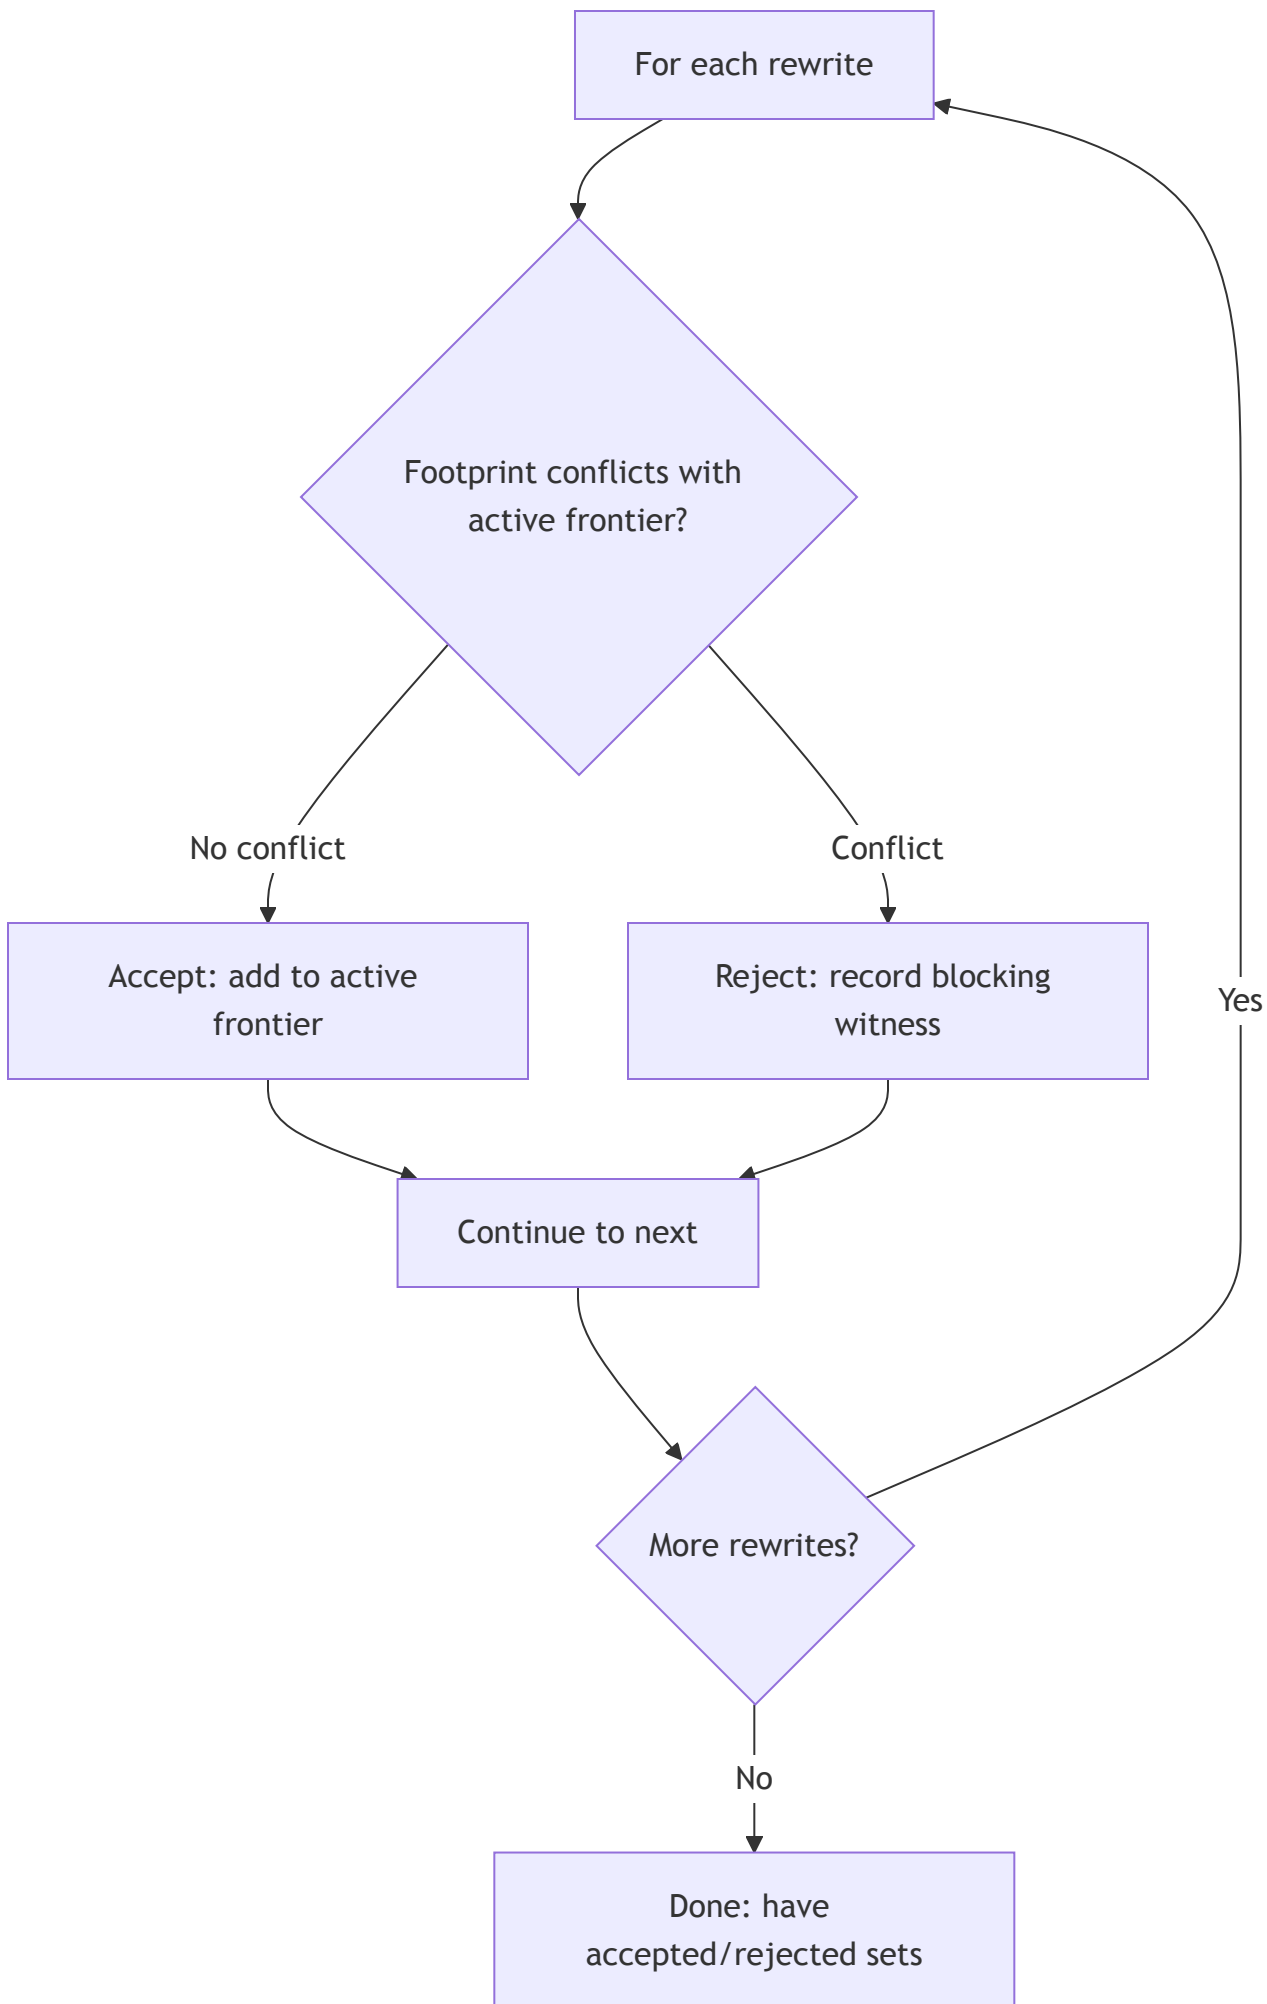 For each rewrite
Footprint conflicts with
active frontier?
No conflict
Conflict
Accept: add to active
frontier
Reject: record blocking
witness
Yes
Continue to next
More rewrites?
No
Done: have
accepted/rejected sets